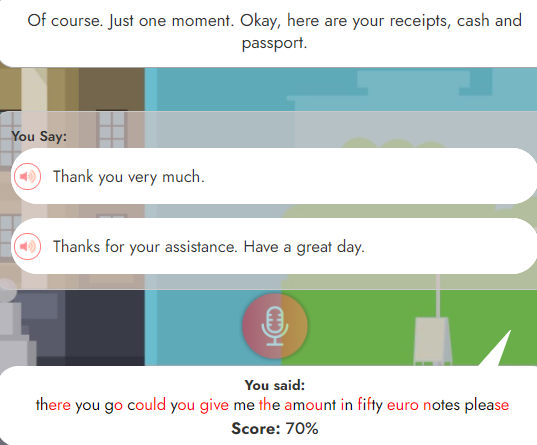 Of course. Just one moment. Okay, here are your receipts, cash and
passport.
You Say:
Thank you very much.
Thanks for your assistance. Have a great day.
You said:
there you go could you give me the amount in fifty euro notes please
Score: 70%